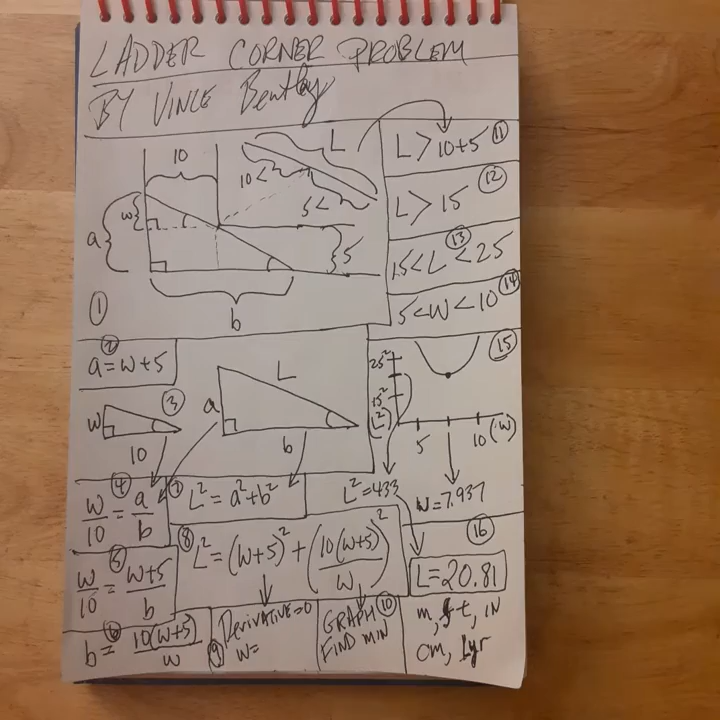 LADDER CORNER PROBLEM
BY VINCE Bentley
10
L
10<
5<
w
a
5
b
①
L > 10+5 ⑪
L > 15 ⑫
15<L<25 ⑬
5<W<10 ⑭
② a=w+5
③
w
10
a
L
b
⑮
25²
15²
(L²)
5
10 (w)
w=7.937
④ w/10 = a/b
⑦ L²=a²+b²
L²=433
⑤ w/10 = w+5/b
⑧ L²=(w+5)²+(10(w+5)/w)²
⑯
L=20.81
m, ft, in
cm, lyr
⑥ b= 10(w+5)/w
⑨ DERIVATIVE=0
W=
GRAPH ⑩
FIND MIN